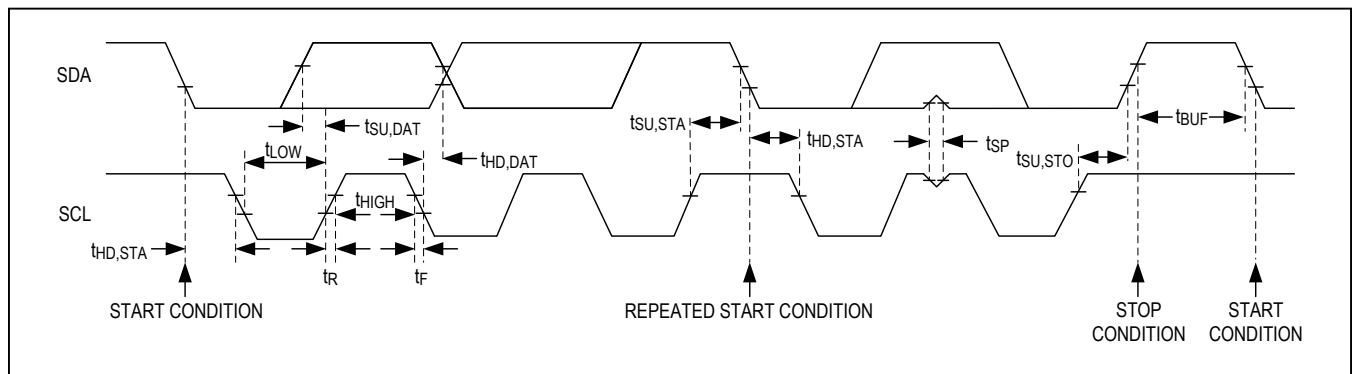 SDA
tSU,DAT
tLOW
tHD,DAT
tSU,STA
tHD,STA
tSP
tBUF
tSU,STO
SCL
tHIGH
tHD,STA
tR
tF
START CONDITION
REPEATED START CONDITION
STOP
CONDITION
START
CONDITION